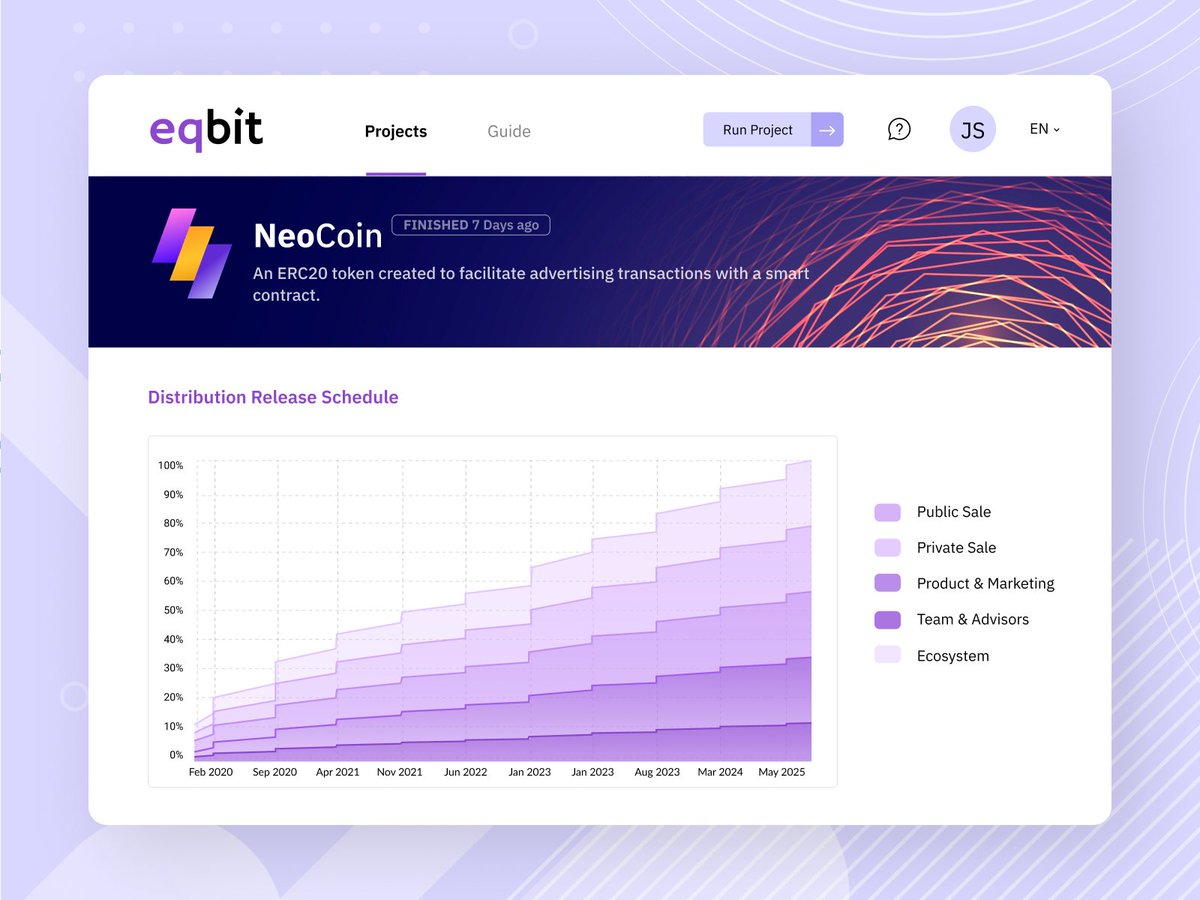 eqbit
Projects
Guide
Run Project
JS
EN
NeoCoin
FINISHED 7 Days ago
An ERC20 token created to facilitate advertising transactions with a smart
contract.
Distribution Release Schedule
100%
90%
80%
70%
60%
50%
40%
30%
20%
10%
0%
Feb 2020
Sep 2020
Apr 2021
Nov 2021
Jun 2022
Jan 2023
Jan 2023
Aug 2023
Mar 2024
May 2025
Public Sale
Private Sale
Product & Marketing
Team & Advisors
Ecosystem